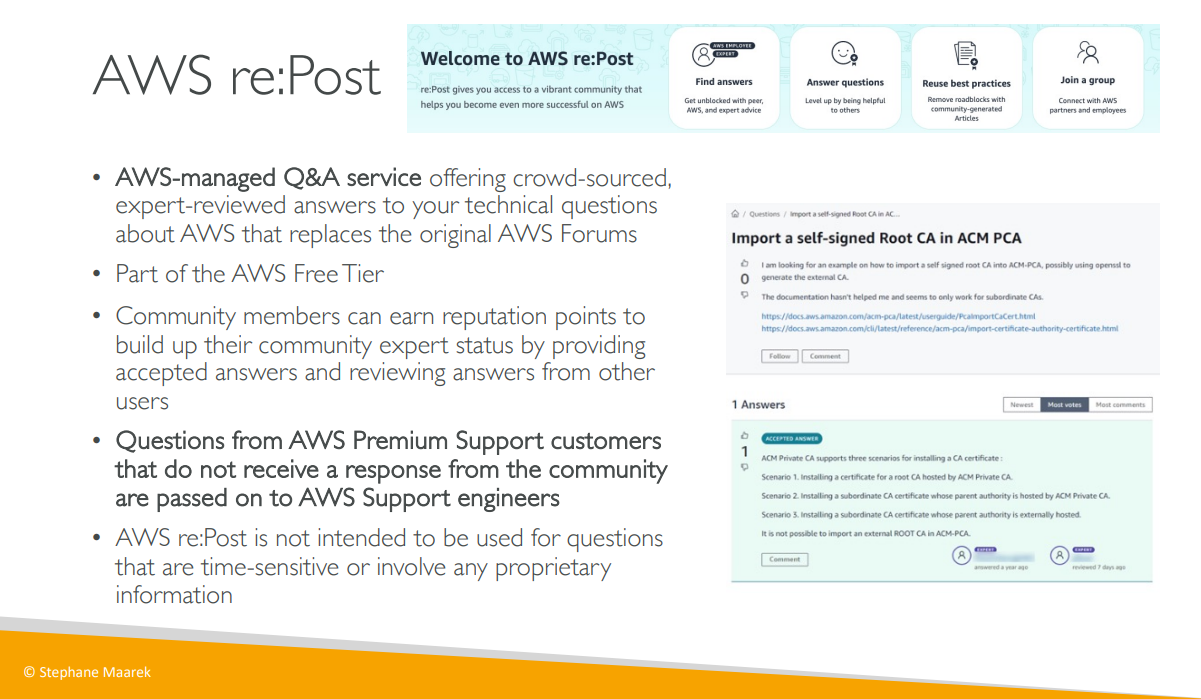 AWS re:Post
Welcome to AWS re:Post
re:Post gives you access to a vibrant community that
helps you become even more successful on AWS
AWS EMPLOYEE
EXPERT
Find answers
Get unblocked with peer,
AWS, and expert advice
Answer questions
Level up by being helpful
to others
Reuse best practices
Remove roadblocks with
community-generated
Articles
Join a group
Connect with AWS
partners and employees
• AWS-managed Q&A service offering crowd-sourced,
expert-reviewed answers to your technical questions
about AWS that replaces the original AWS Forums
• Part of the AWS Free Tier
• Community members can earn reputation points to
build up their community expert status by providing
accepted answers and reviewing answers from other
users
• Questions from AWS Premium Support customers
that do not receive a response from the community
are passed on to AWS Support engineers
• AWS re:Post is not intended to be used for questions
that are time-sensitive or involve any proprietary
information
/ Questions / Import a self-signed Root CA in AC...
Import a self-signed Root CA in ACM PCA
I am looking for an example on how to import a self signed root CA into ACM-PCA, possibly using openssl to
0 generate the external CA.
The documentation hasn't helped me and seems to only work for subordinate CAs.
https://docs.aws.amazon.com/acm-pca/latest/userguide/PcaImportCaCert.html
https://docs.aws.amazon.com/cli/latest/reference/acm-pca/import-certificate-authority-certificate.html
Follow Comment
1 Answers
Newest Most votes Most comments
ACCEPTED ANSWER
1
ACM Private CA supports three scenarios for installing a CA certificate :
Scenario 1. Installing a certificate for a root CA hosted by ACM Private CA.
Scenario 2. Installing a subordinate CA certificate whose parent authority is hosted by ACM Private CA.
Scenario 3. Installing a subordinate CA certificate whose parent authority is externally hosted.
It is not possible to import an external ROOT CA in ACM-PCA.
Comment
EXPERT
answered a year ago
EXPERT
reviewed 7 days ago
© Stephane Maarek